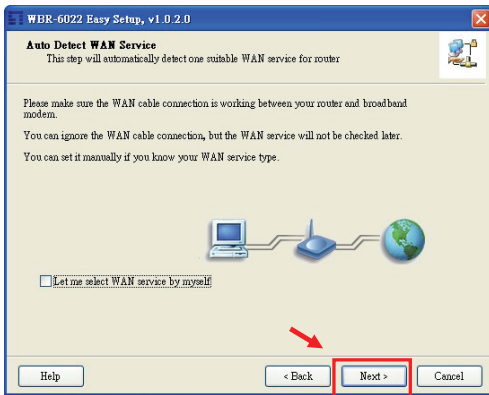 WBR-6022 Easy Setup, v1.0.2.0
Auto Detect WAN Service
This step will automatically detect one suitable WAN service for router
Please make sure the WAN cable connection is working between your router and broadband
modem.
You can ignore the WAN cable connection, but the WAN service will not be checked later.
You can set it manually if you know your WAN service type.
Let me select WAN service by myself
Help
< Back
Next >
Cancel